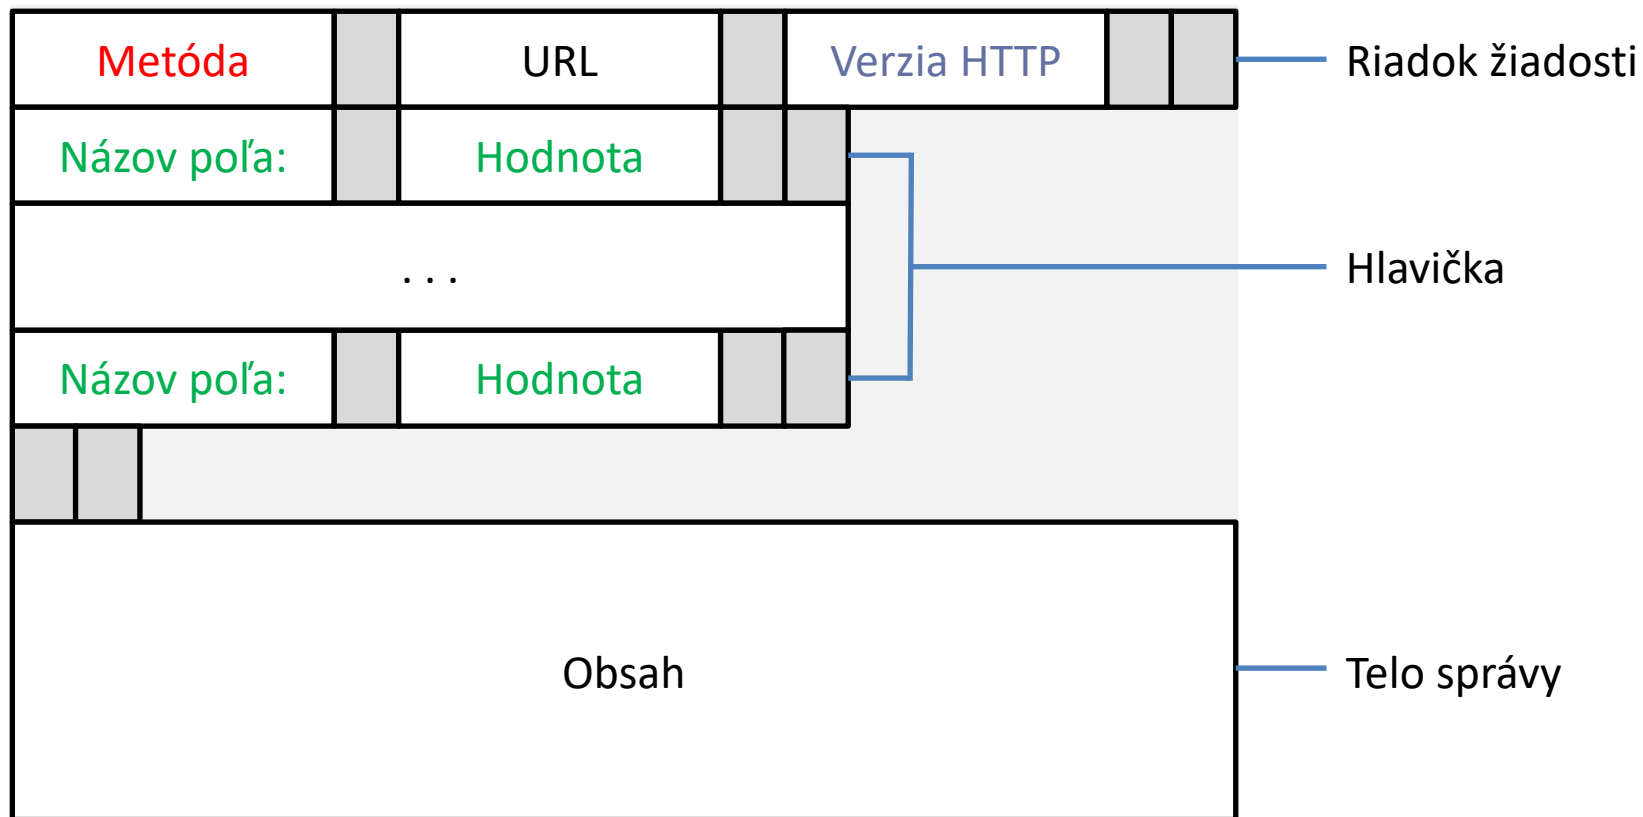 Metóda URL Verzia HTTP Riadok žiadosti
Názov poľa: Hodnota
. . .
Hlavička
Názov poľa: Hodnota
Obsah
Telo správy